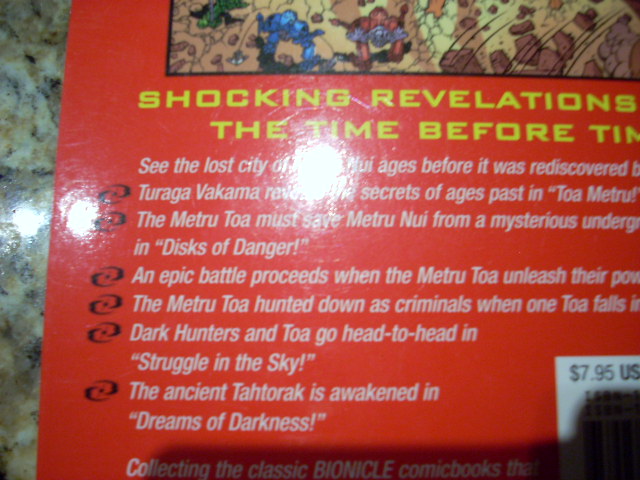 SHOCKING REVELATIONS
THE TIME BEFORE TIM
See the lost city of Nui ages before it was rediscovered b
Turaga Vakama secrets of ages past in “Toa Metru!
The Metru Toa must save Metru Nui from a mysterious undergr
in “Disks of Danger!”
An epic battle proceeds when the Metru Toa unleash their pow
The Metru Toa hunted down as criminals when one Toa falls i
Dark Hunters and Toa go head-to-head in
“Struggle in the Sky!”
The ancient Tahtorak is awakened in
“Dreams of Darkness!”
$7.95 US
Collecting the classic BIONICLE comicbooks that